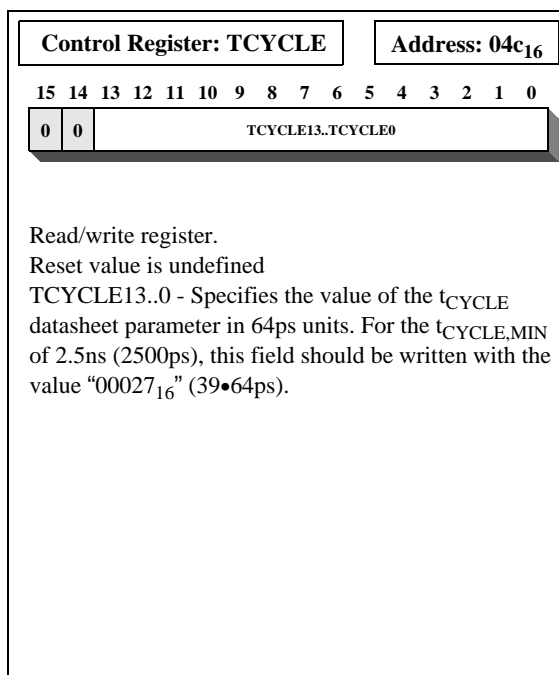 Control Register: TCYCLE
Address: 04c₁₆
15 14 13 12 11 10 9 8 7 6 5 4 3 2 1 0
0 0 TCYCLE13..TCYCLE0
Read/write register.
Reset value is undefined
TCYCLE13..0 - Specifies the value of the tCYCLE
datasheet parameter in 64ps units. For the tCYCLE,MIN
of 2.5ns (2500ps), this field should be written with the
value “00027₁₆” (39•64ps).